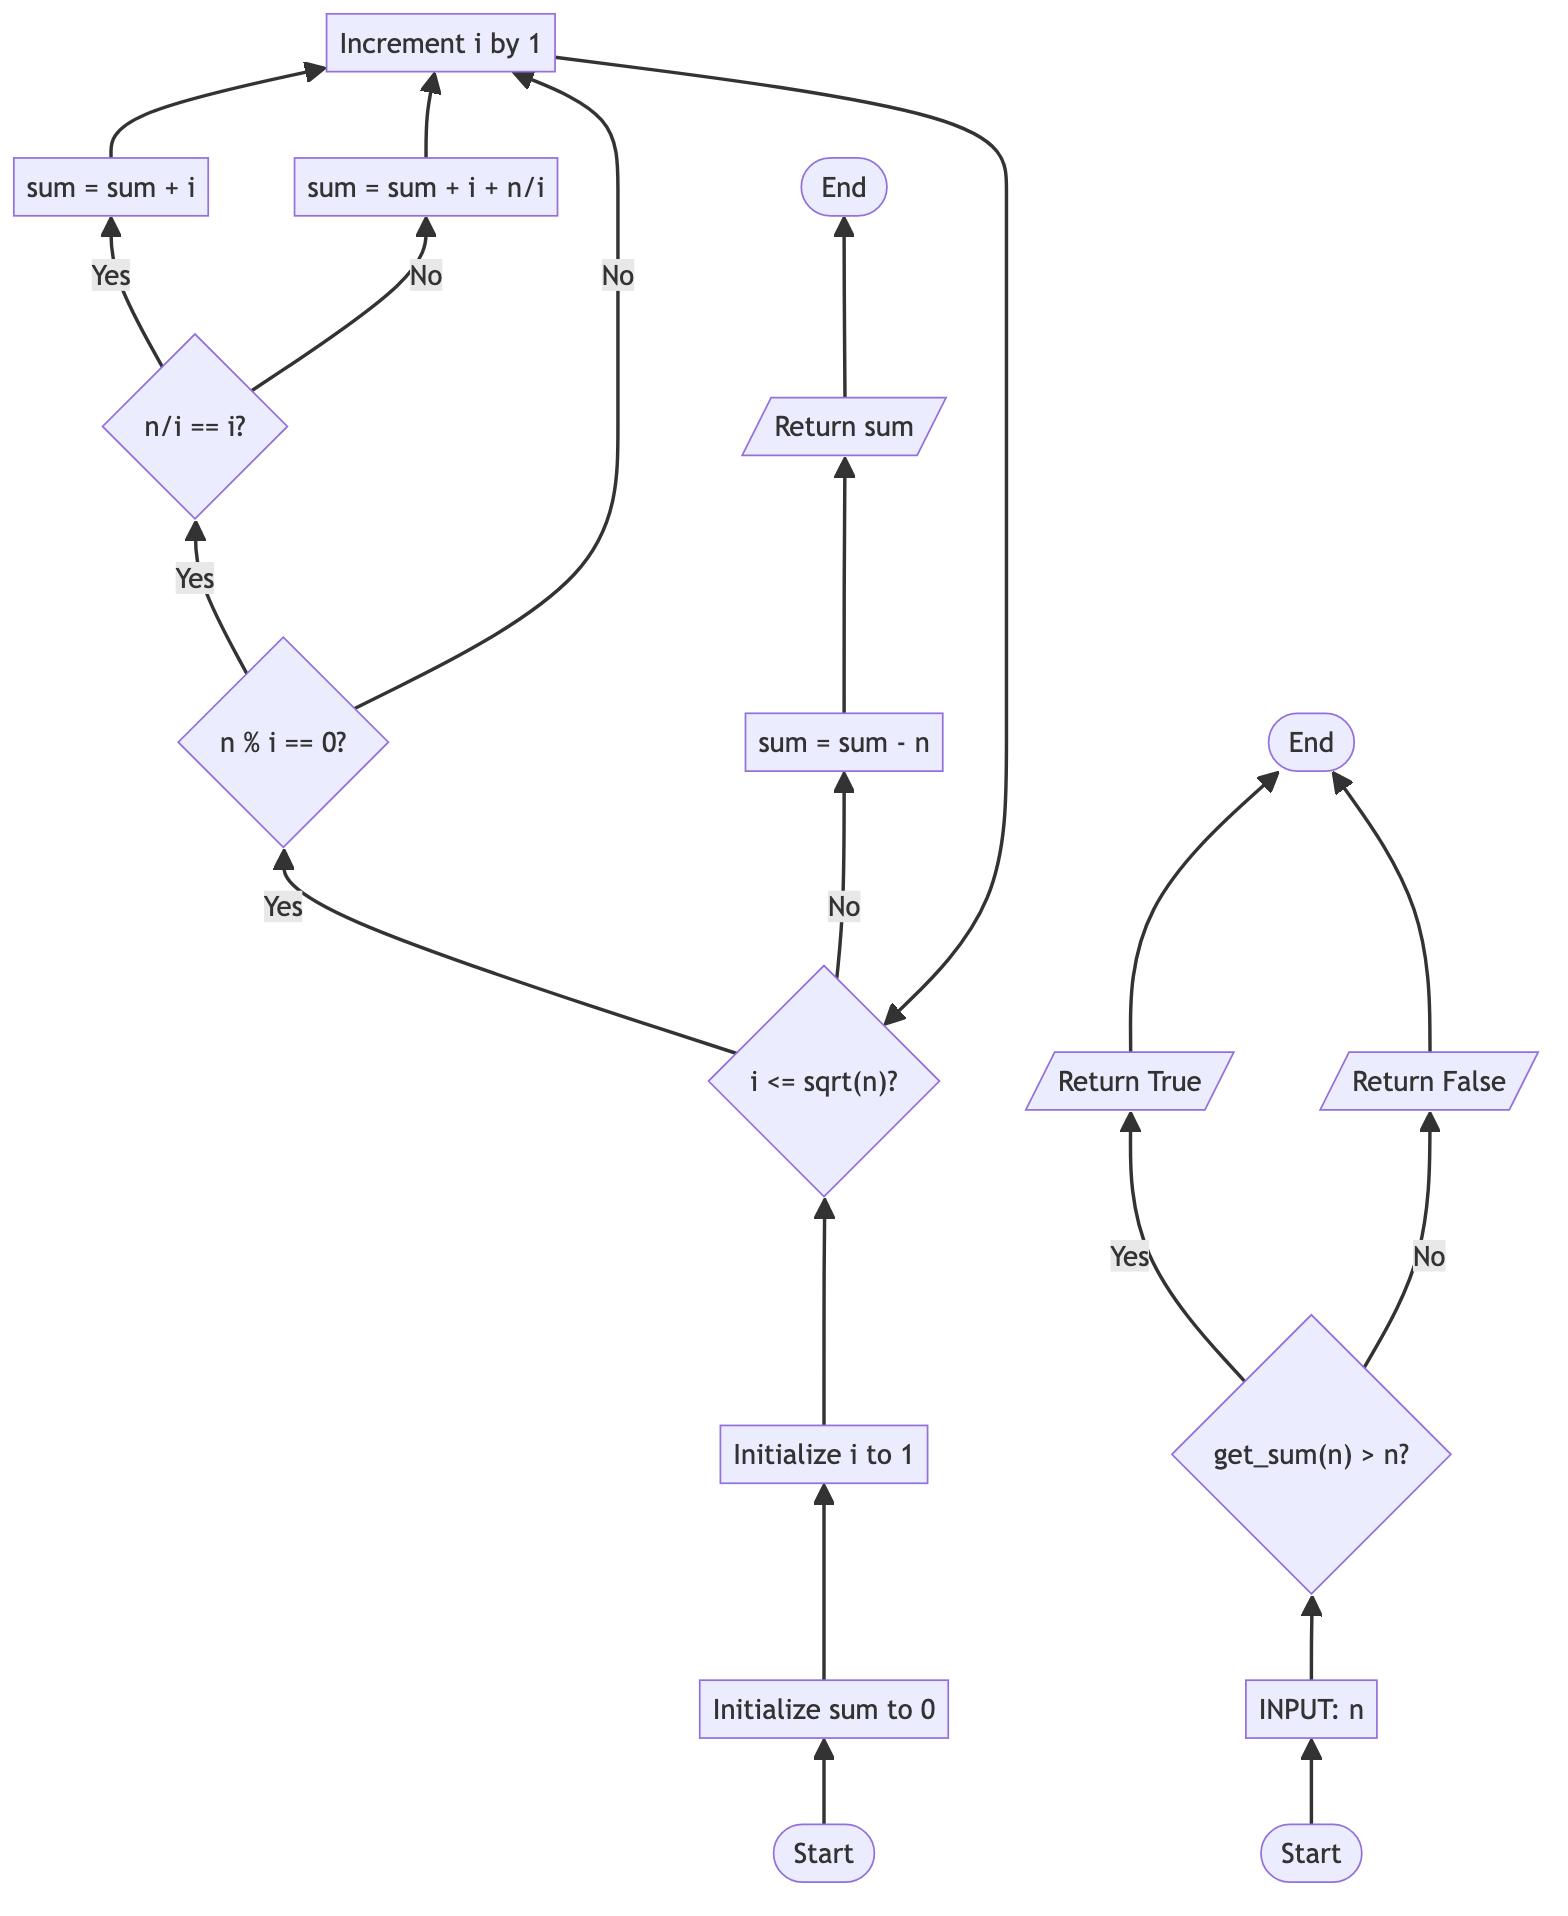 Increment i by 1
sum = sum + i
sum = sum + i + n/i
End
Yes
No
No
n/i == i?
Return sum
Yes
n % i == 0?
sum = sum - n
End
Yes
No
i <= sqrt(n)?
Return True
Return False
Yes
No
Initialize i to 1
get_sum(n) > n?
Initialize sum to 0
INPUT: n
Start
Start